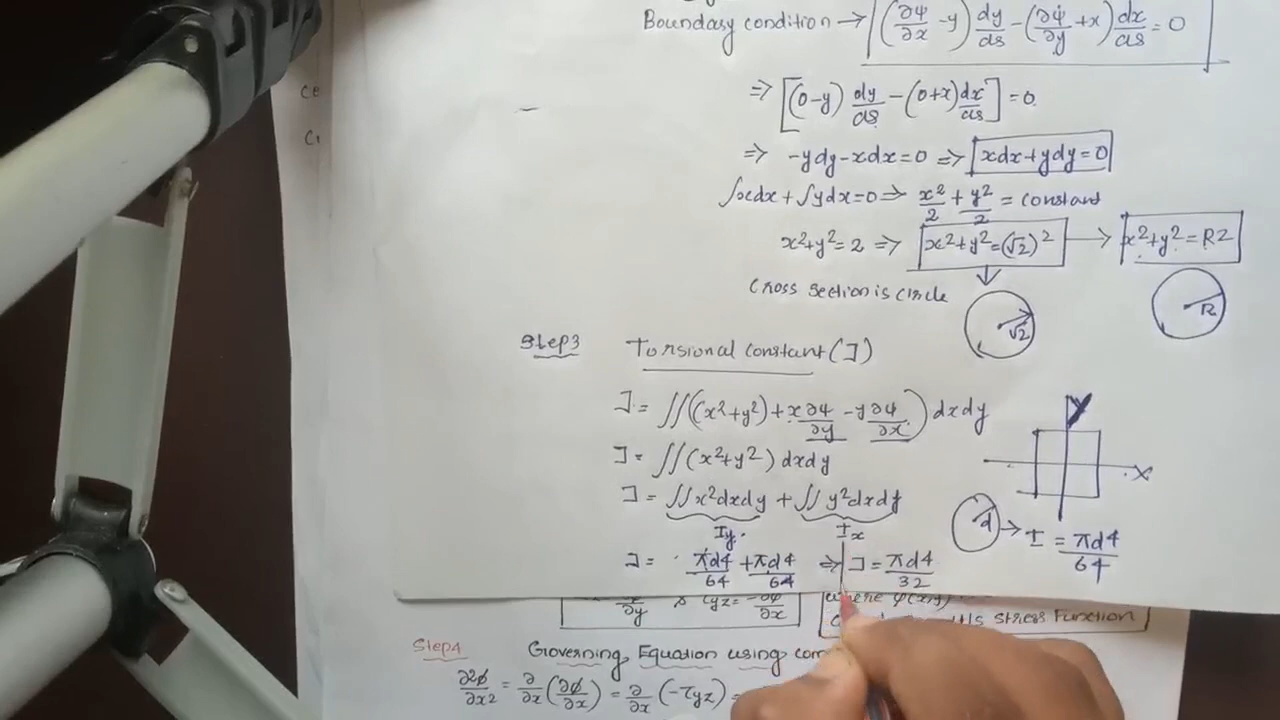 Boundary condition → (∂ψ/∂x - y) dy/ds - (∂ψ/∂y + x) dx/ds = 0
⇒ [(0-y) dy/ds - (0+x) dx/ds] = 0
⇒ -ydy - xdx = 0 ⇒ xdx + ydy = 0
∫xdx + ∫ydx = 0 ⇒ x²/2 + y²/2 = constant
x²+y² = 2 ⇒ x²+y² = (√2)² → x²+y² = R2
Cross section is circle
√2
R
Step3 Torsional constant (J)
J = ∬((x²+y²) + x∂ψ/∂y - y∂ψ/∂x) dxdy
J = ∬(x²+y²) dxdy
J = ∬x²dxdy + ∬y²dxdy
Iy Ix
J = πd4/64 + πd4/64 ⇒ J = πd4/32
Y
X
d → I = πd4/64
∂y τyz = -∂φ/∂x
where φ(x,y)
Stress Function
Step4 Governing Equation using
∂2φ/∂x2 = ∂/∂x (∂φ/∂x) = ∂/∂x (-τyz) =